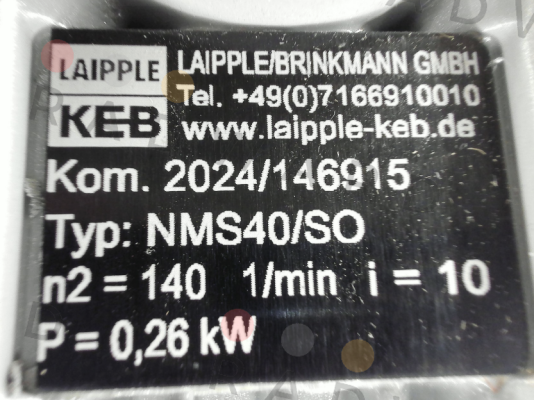 LAIPPLE
KEB
LAIPPLE/BRINKMANN GMBH
Tel. +49(0)7166910010
www.laipple-keb.de
Kom. 2024/146915
Typ: NMS40/SO
n2 = 140 1/min i = 10
P = 0,26 kW